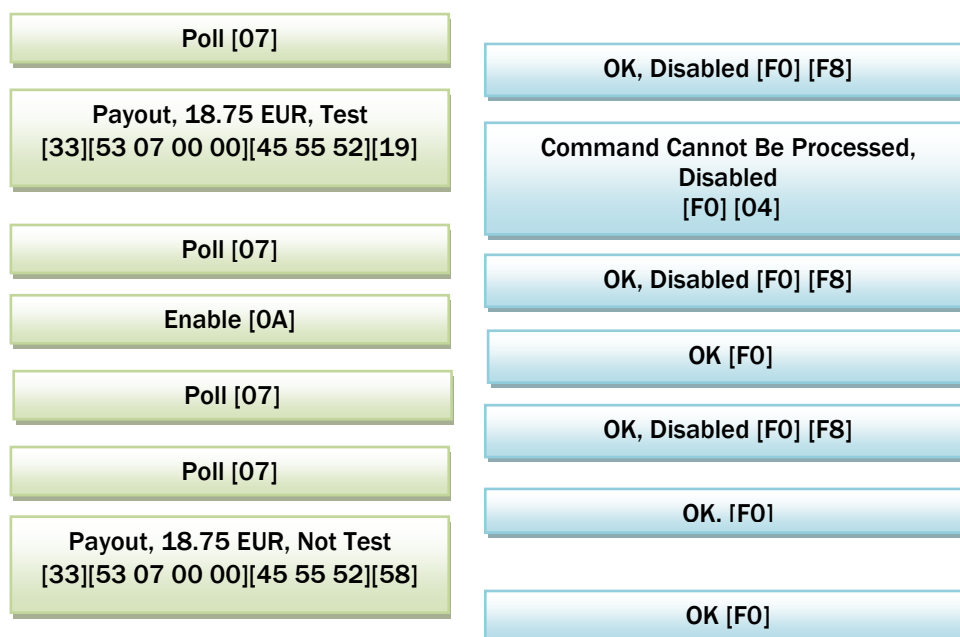 Poll [07]
OK, Disabled [F0] [F8]
Payout, 18.75 EUR, Test
[33][53 07 00 00][45 55 52][19]
Command Cannot Be Processed,
Disabled
[F0] [04]
Poll [07]
OK, Disabled [F0] [F8]
Enable [0A]
OK [F0]
Poll [07]
OK, Disabled [F0] [F8]
Poll [07]
OK. [F0]
Payout, 18.75 EUR, Not Test
[33][53 07 00 00][45 55 52][58]
OK [F0]